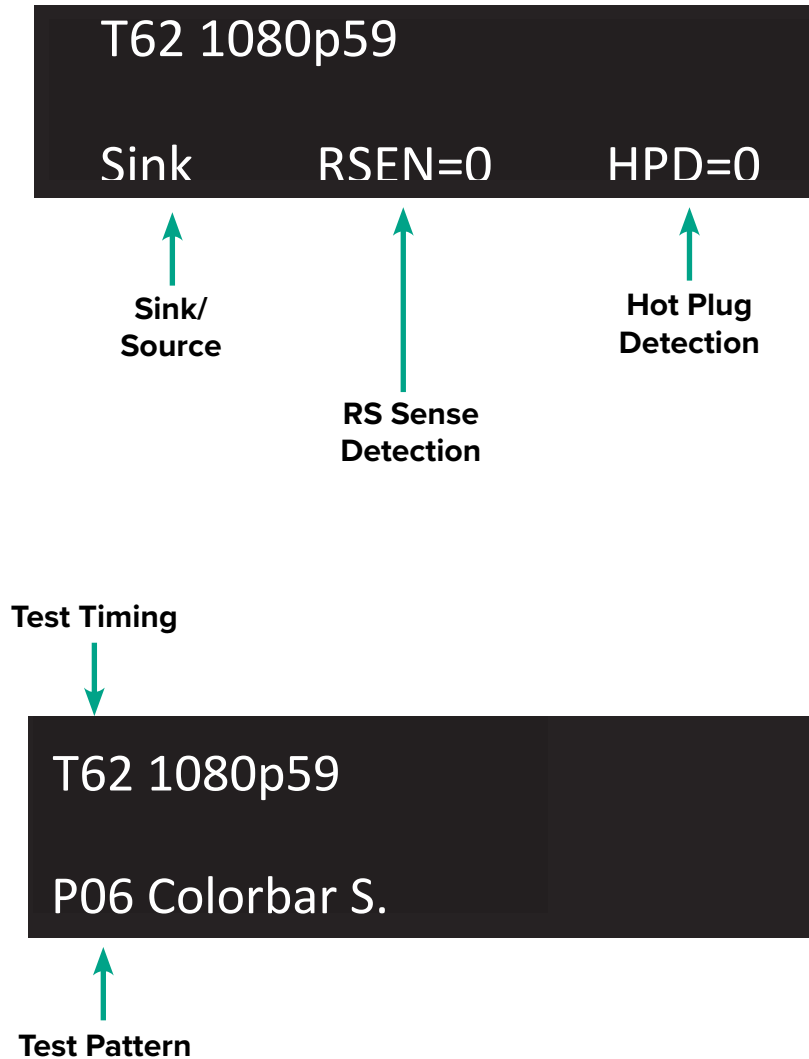 T62 1080p59
Sink RSEN=0 HPD=0
Sink/
Source
Hot Plug
Detection
RS Sense
Detection
Test Timing
T62 1080p59
P06 Colorbar S.
Test Pattern